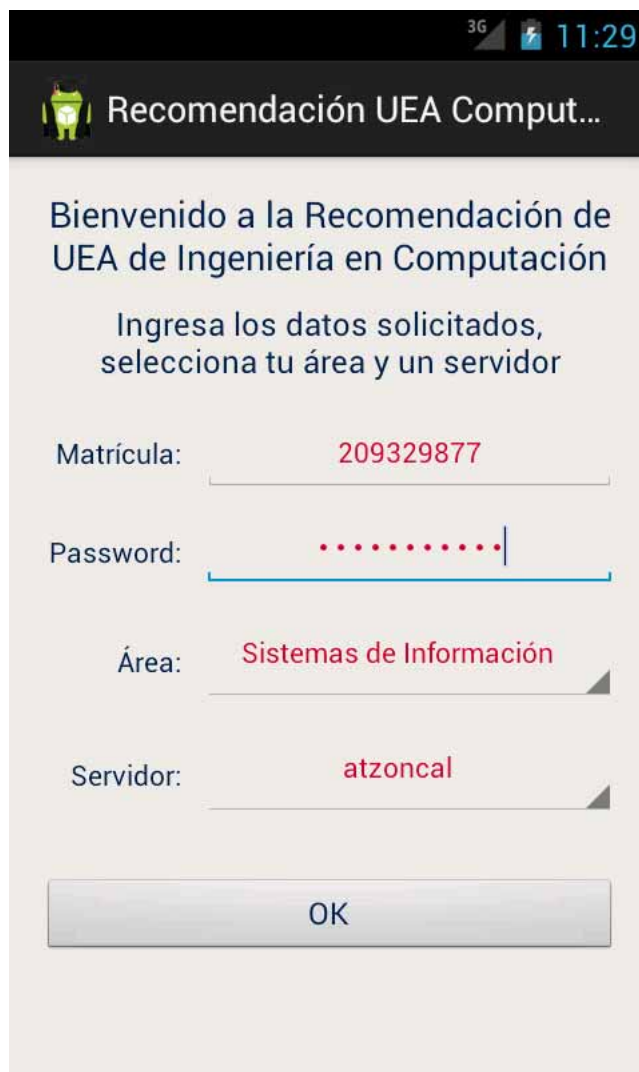 3G 11:29
Recomendación UEA Comput...
Bienvenido a la Recomendación de
UEA de Ingeniería en Computación
Ingresa los datos solicitados,
selecciona tu área y un servidor
Matrícula: 209329877
Password: •••••••••••
Área: Sistemas de Información
Servidor: atzoncal
OK